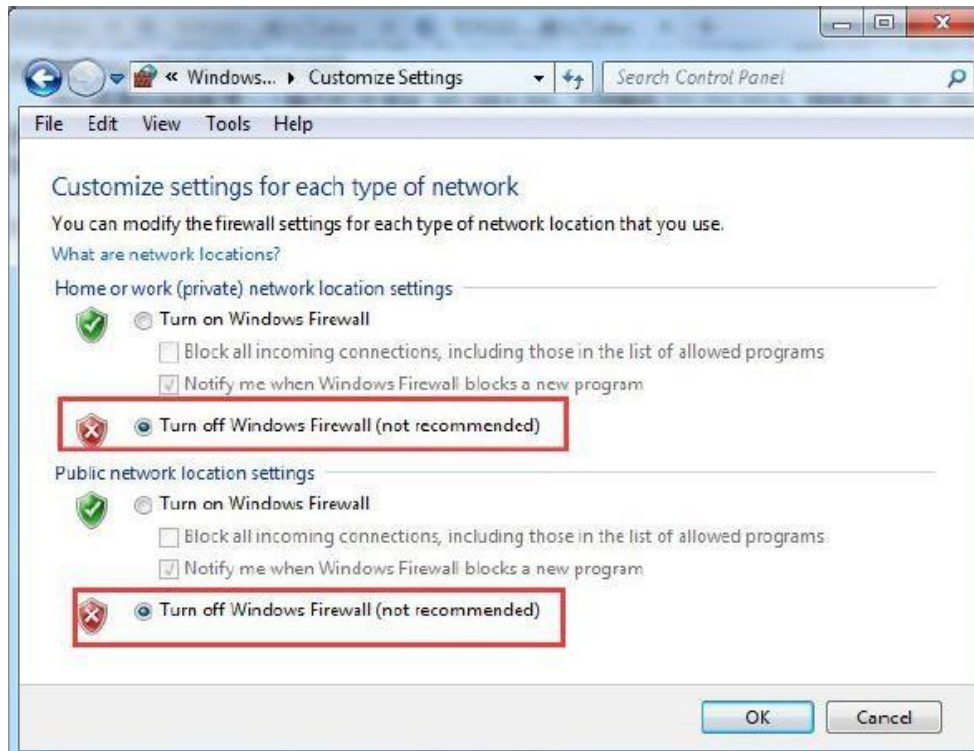 « Windows... ▸ Customize Settings
Search Control Panel
File Edit View Tools Help
Customize settings for each type of network
You can modify the firewall settings for each type of network location that you use.
What are network locations?
Home or work (private) network location settings
Turn on Windows Firewall
Block all incoming connections, including those in the list of allowed programs
Notify me when Windows Firewall blocks a new program
Turn off Windows Firewall (not recommended)
Public network location settings
Turn on Windows Firewall
Block all incoming connections, including those in the list of allowed programs
Notify me when Windows Firewall blocks a new program
Turn off Windows Firewall (not recommended)
OK Cancel